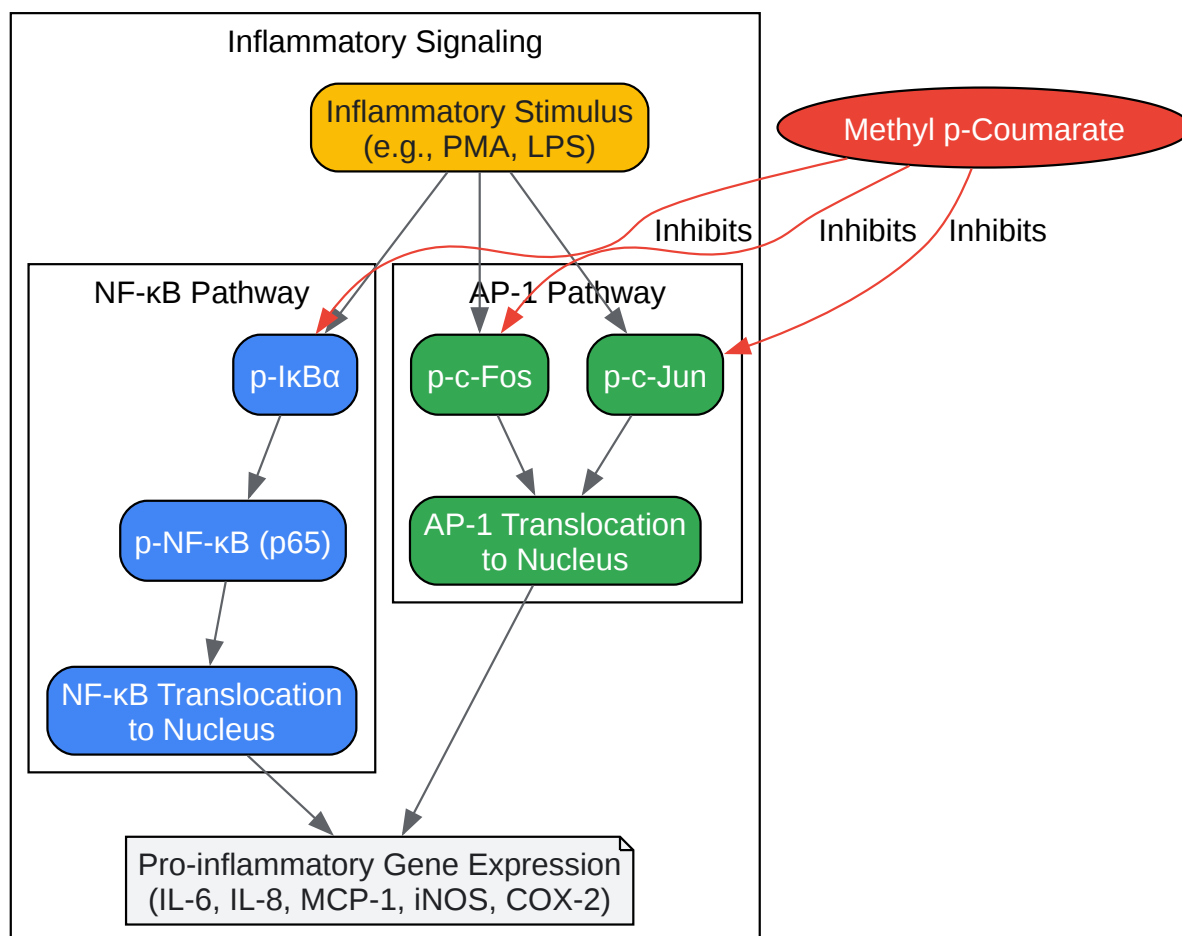 Inflammatory Signaling
Inflammatory Stimulus
(e.g., PMA, LPS)
Methyl p-Coumarate
Inhibits
Inhibits
Inhibits
NF-κB Pathway
AP-1 Pathway
p-IκBα
p-c-Fos
p-c-Jun
p-NF-κB (p65)
AP-1 Translocation
to Nucleus
NF-κB Translocation
to Nucleus
Pro-inflammatory Gene Expression
(IL-6, IL-8, MCP-1, iNOS, COX-2)